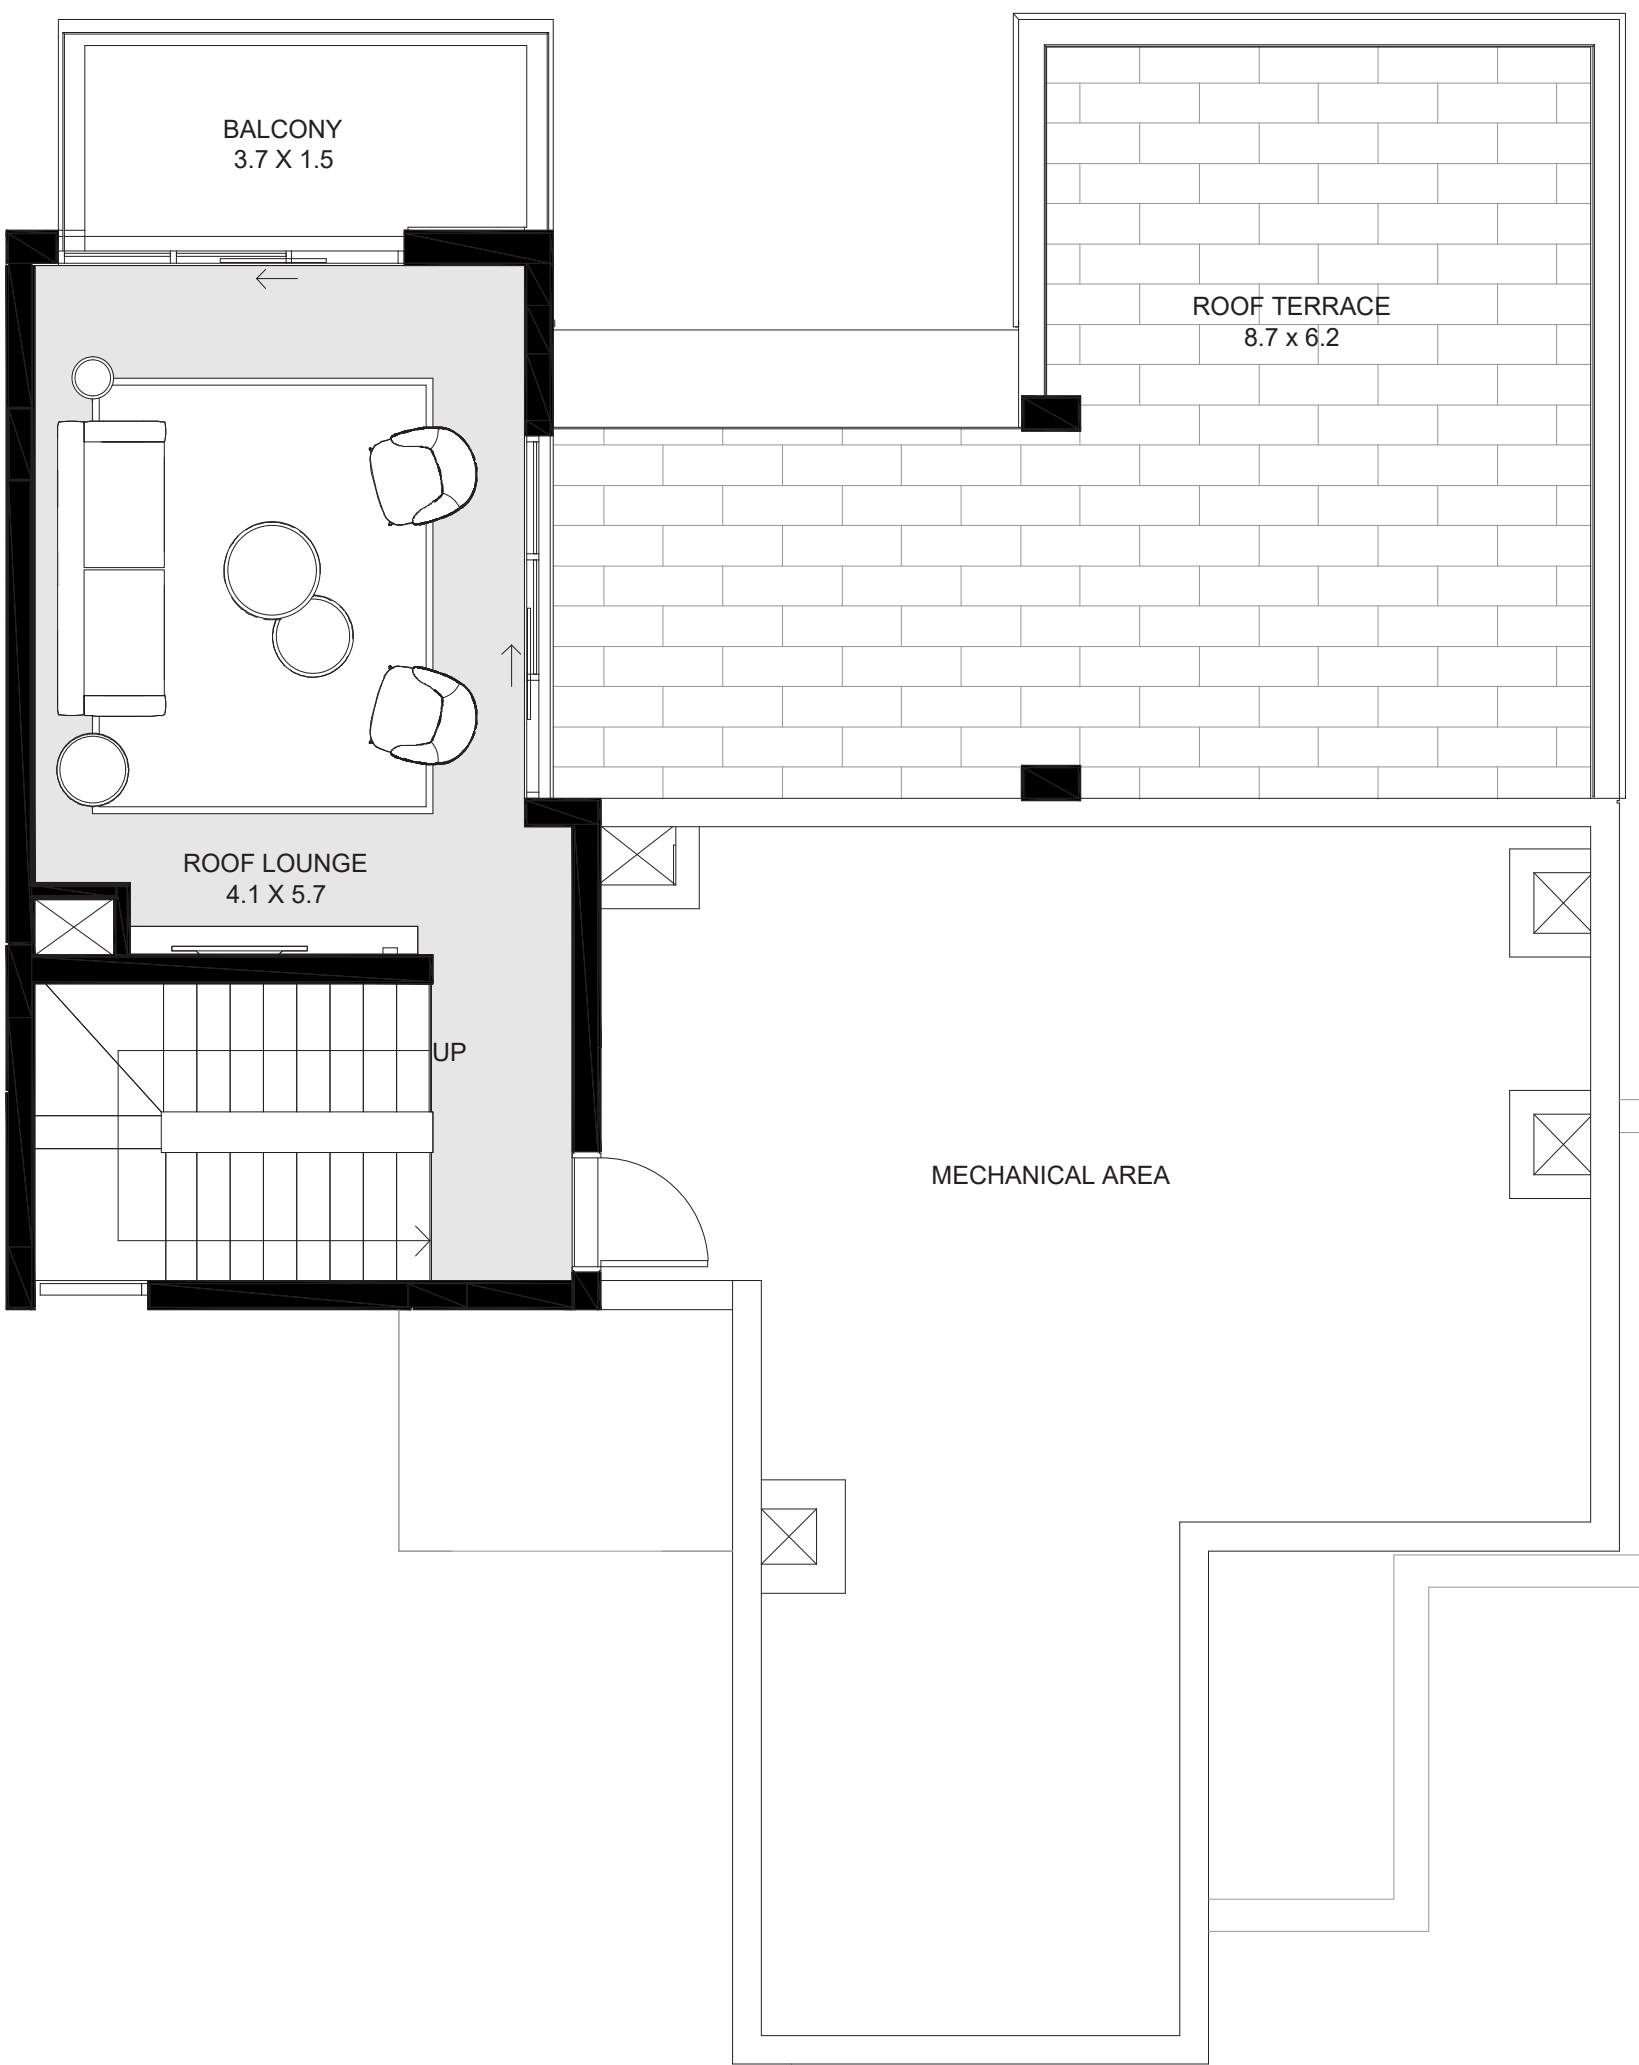 BALCONY
3.7 X 1.5
ROOF TERRACE
8.7 x 6.2
ROOF LOUNGE
4.1 X 5.7
UP
MECHANICAL AREA